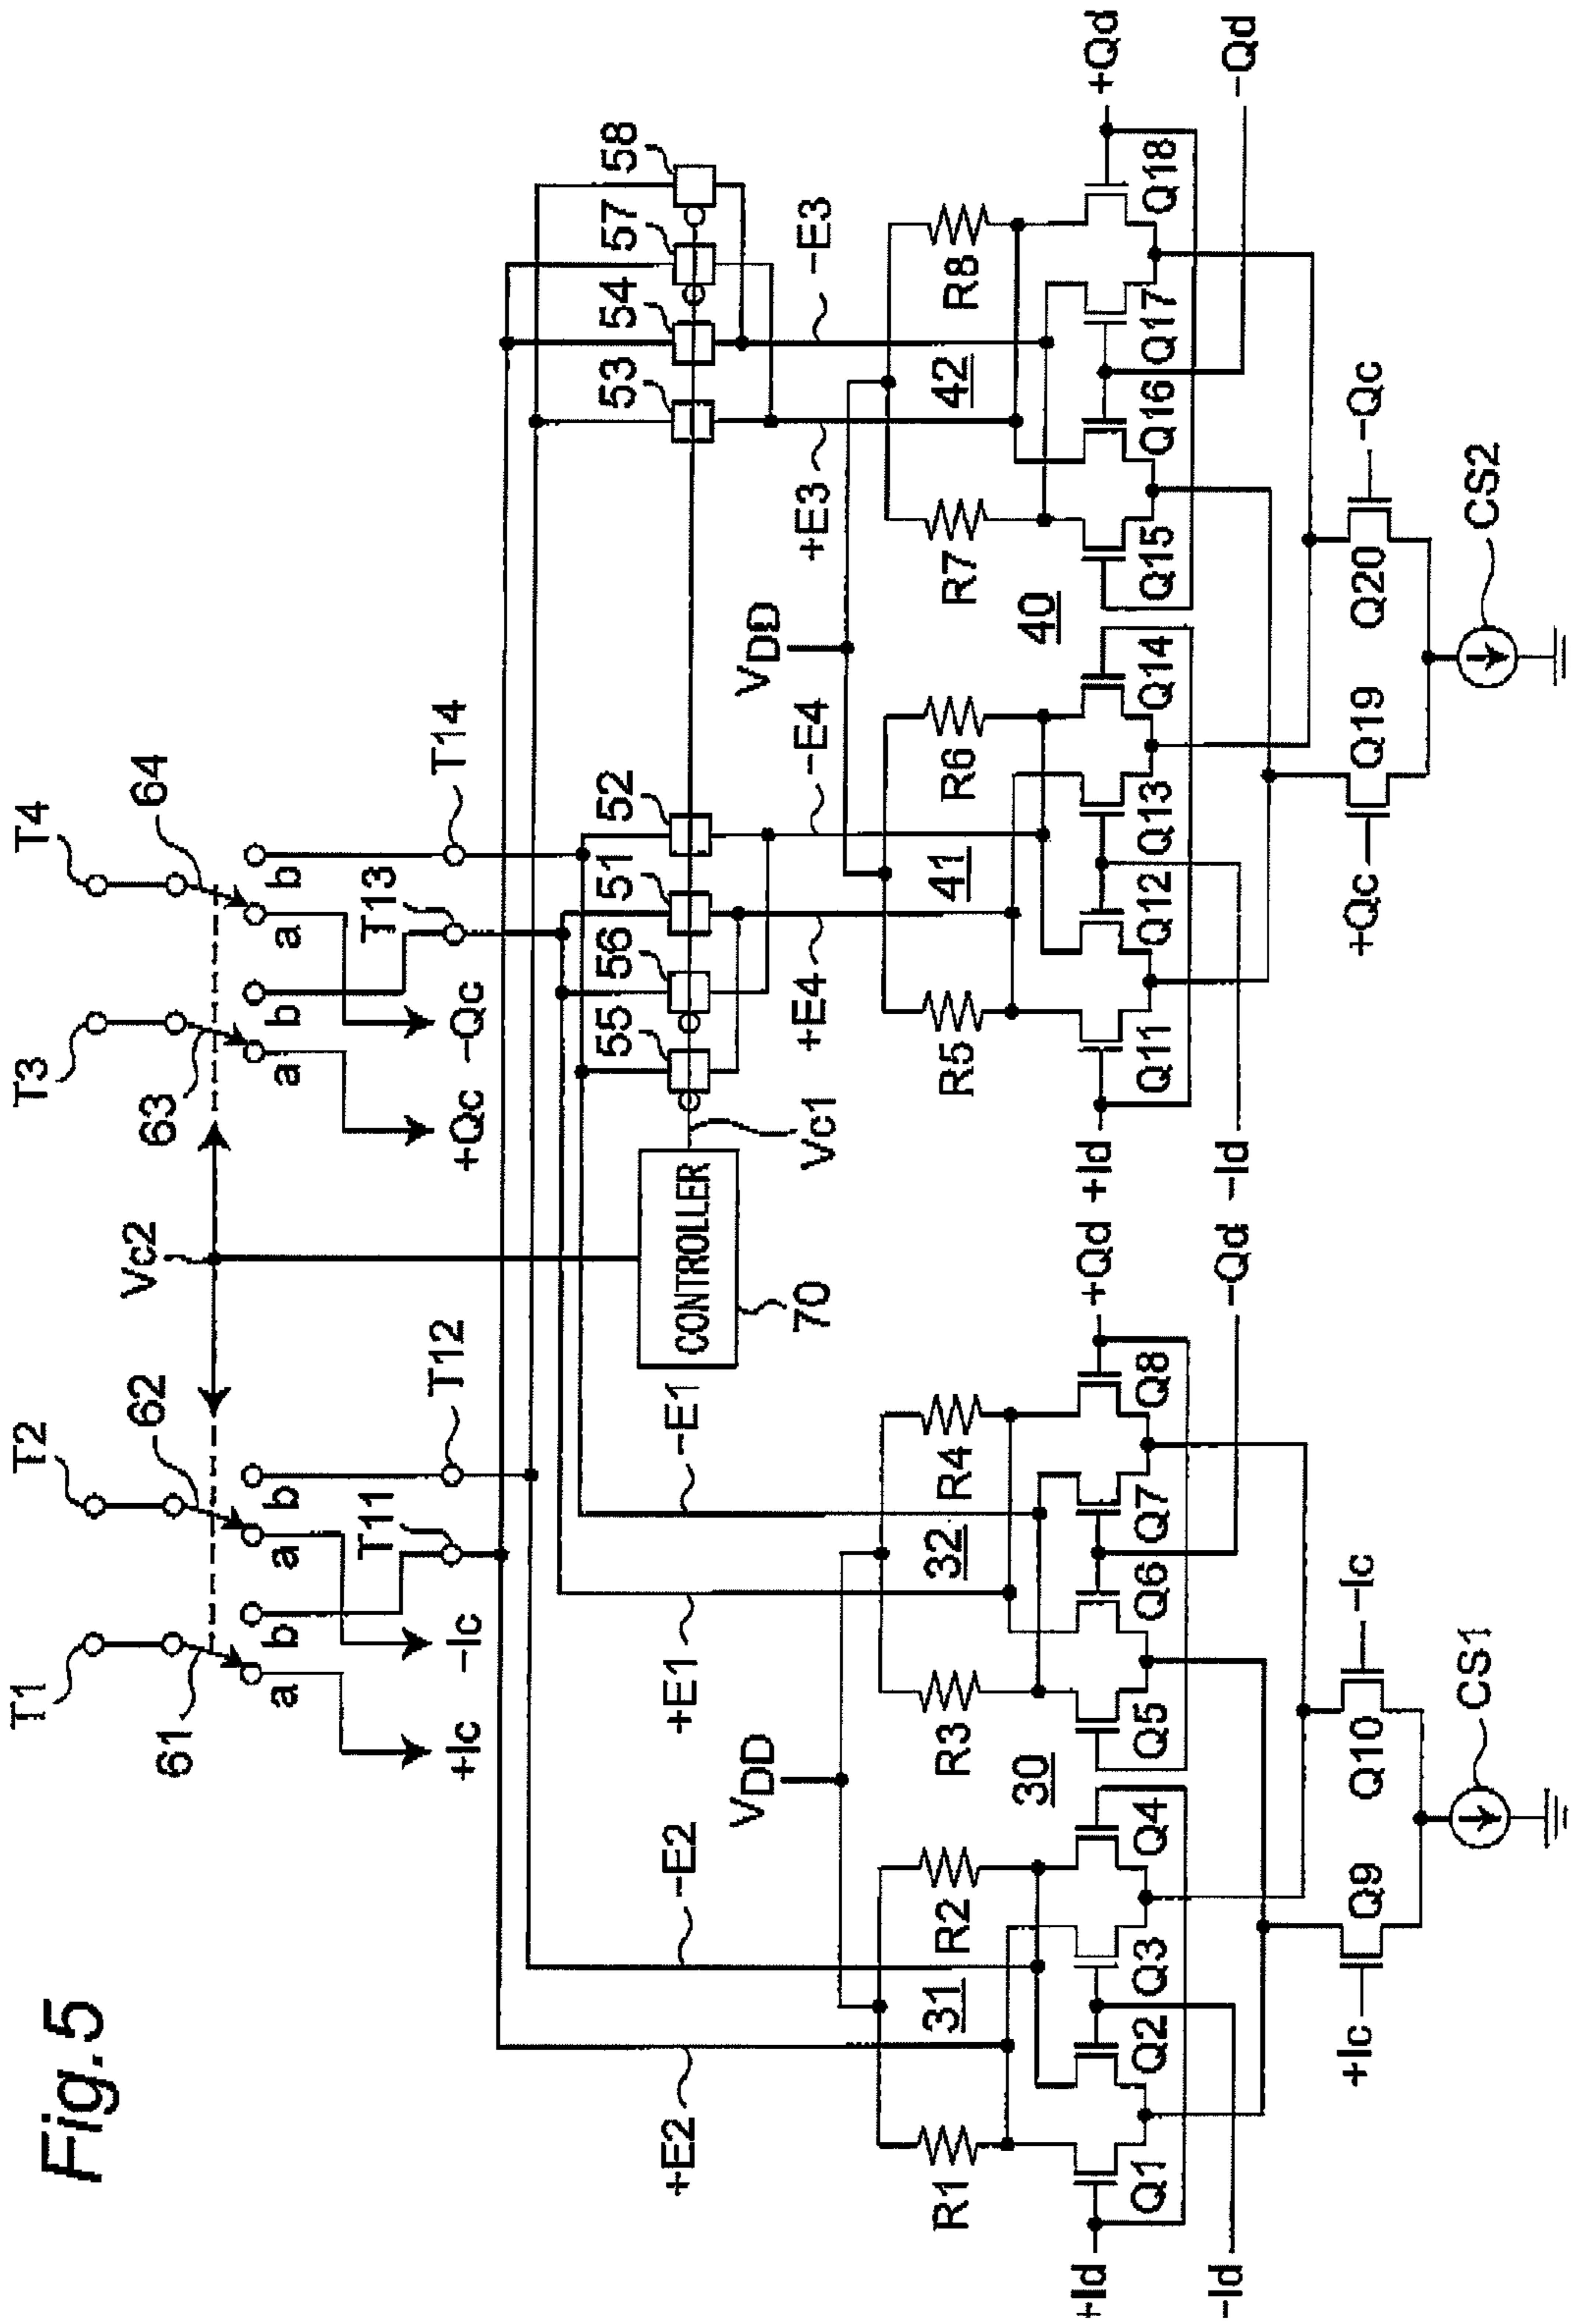 Fig.5
T1
T2
T3
T4
61
62
Vc2
63
64
a
b
a
b
a
b
a
b
+Ic
−Ic
T11
T12
+Qc
−Qc
T13
T14
+E2
−E2
+E1
−E1
CONTROLLER
70
Vc1
55
56
51
52
53
54
57
58
+E4
−E4
+E3
−E3
VDD
VDD
R1
R2
R3
R4
R5
R6
R7
R8
31
32
41
42
30
40
+Id
Q1
Q2
Q3
Q4
Q5
Q6
Q7
Q8
+Qd
+Id
Q11
Q12
Q13
Q14
Q15
Q16
Q17
Q18
+Qd
−Id
−Qd
−Id
−Qd
+Ic
Q9
Q10
−Ic
+Qc
Q19
Q20
−Qc
CS1
CS2